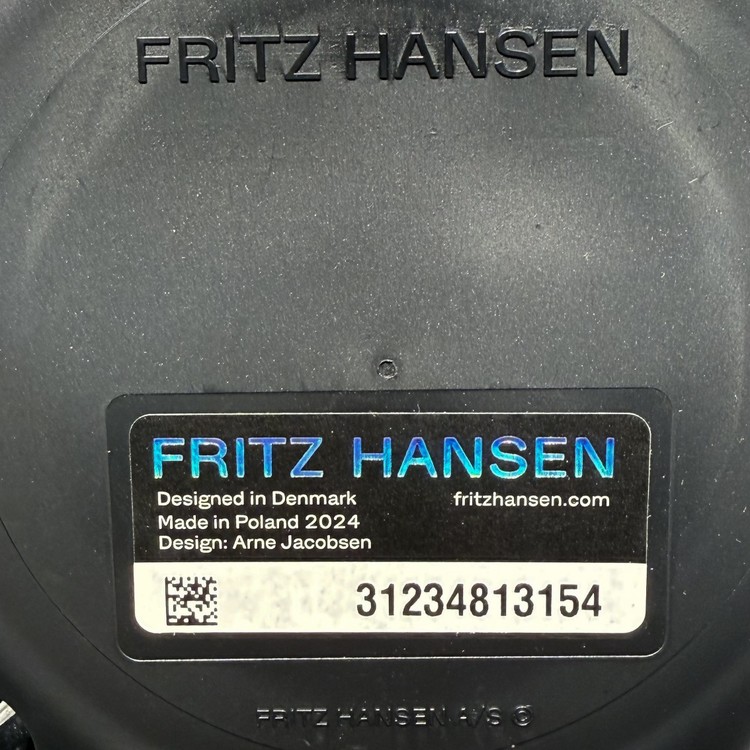 FRITZ HANSEN
FRITZ HANSEN
Designed in Denmark fritzhansen.com
Made in Poland 2024
Design: Arne Jacobsen
31234813154
FRITZ HANSEN A/S ©